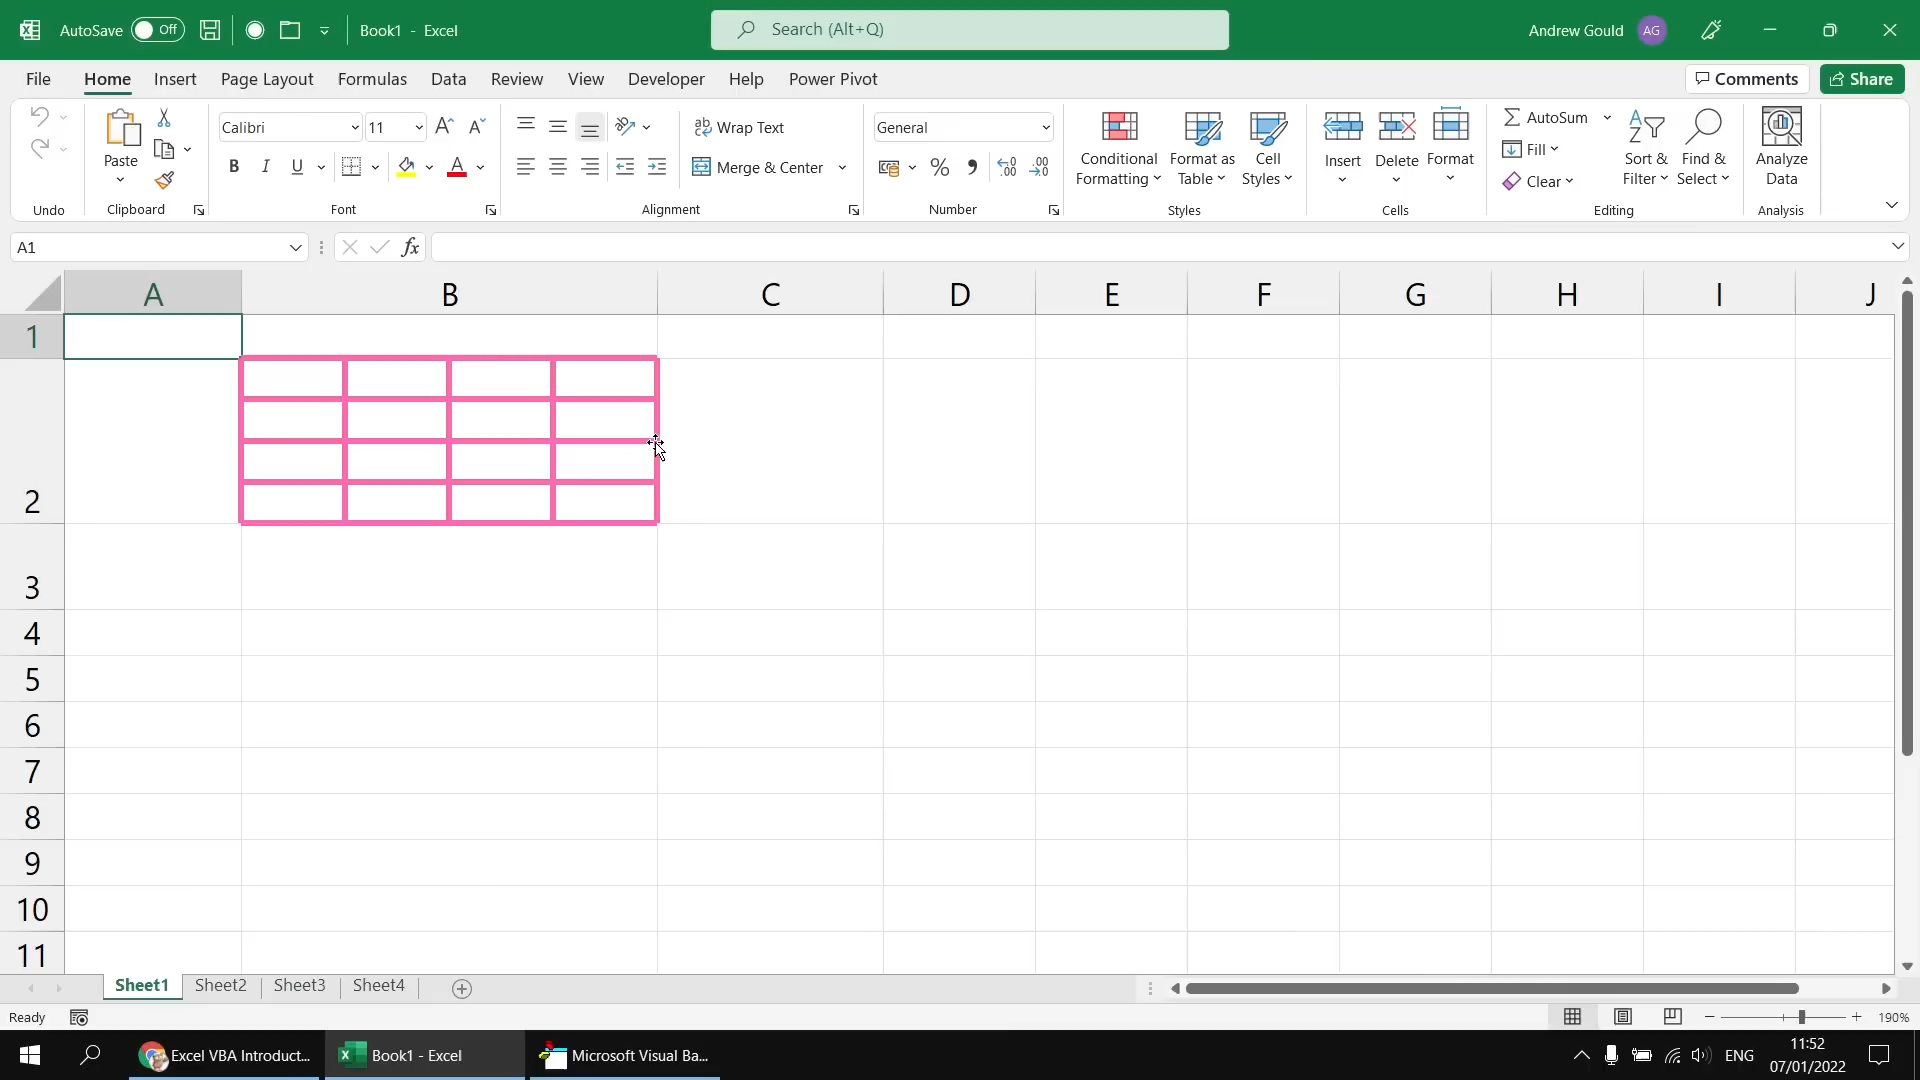 AutoSave Off Book1 - Excel Search (Alt+Q) Andrew Gould AG
File Home Insert Page Layout Formulas Data Review View Developer Help Power Pivot Comments Share
Calibri 11 Wrap Text General AutoSum
Paste Conditional Formatting Format as Table Cell Styles Insert Delete Format Fill Sort & Filter Find & Select Analyze Data
B I U A Merge & Center % Clear
Undo Clipboard Font Alignment Number Styles Cells Editing Analysis
A1 fx
A B C D E F G H I J
1
2
3
4
5
6
7
8
9
10
11
Sheet1 Sheet2 Sheet3 Sheet4
Ready 190%
Excel VBA Introduct... Book1 - Excel Microsoft Visual Ba... ENG 11:52
07/01/2022